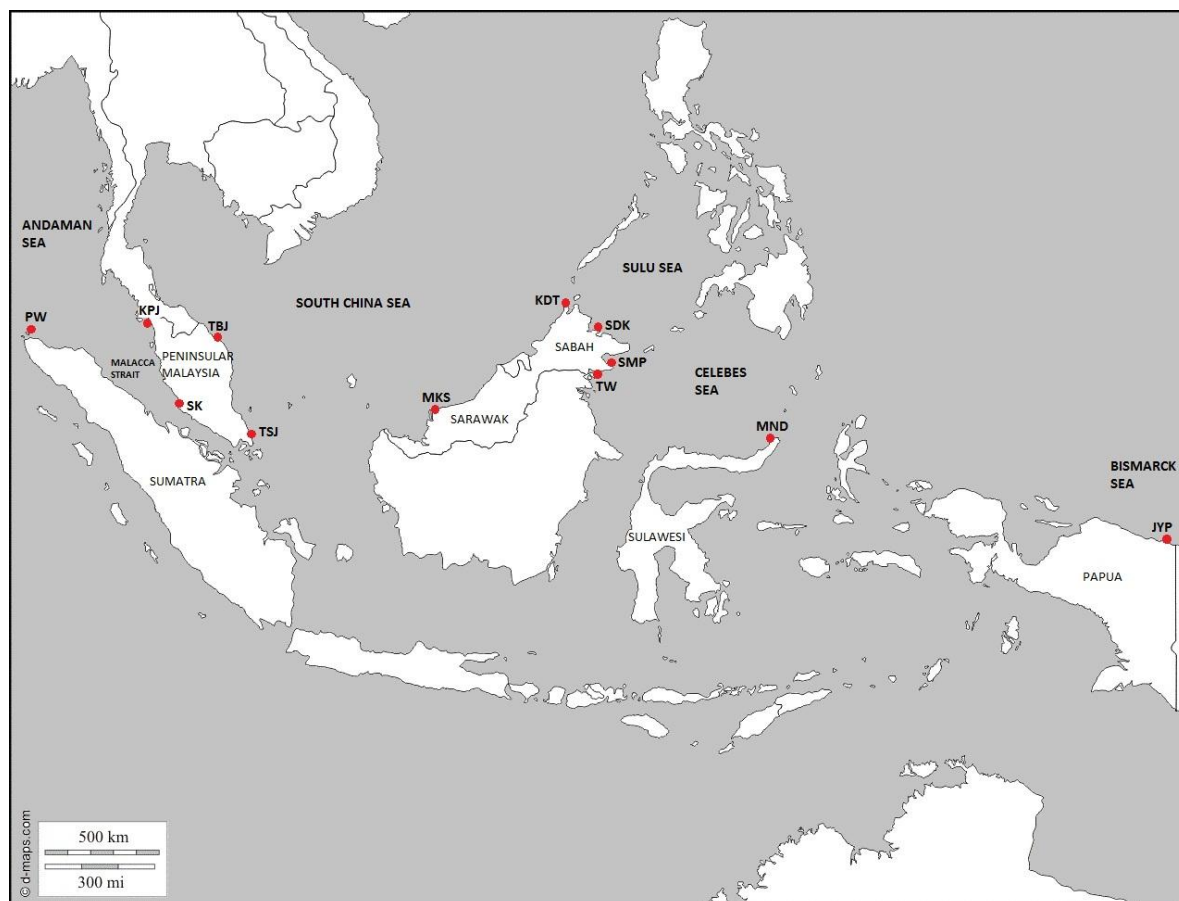 ANDAMAN
SEA
SULU SEA
SOUTH CHINA SEA
KDT
PW
KPJ
TBJ
SDK
SABAH
PENINSULAR
MALAYSIA
MALACCA
STRAIT
SMP
CELEBES
SEA
TW
SK
MKS
SARAWAK
TSJ
MND
SUMATRA
BISMARCK
SEA
JYP
SULAWESI
PAPUA
500 km
300 mi
© d-maps.com